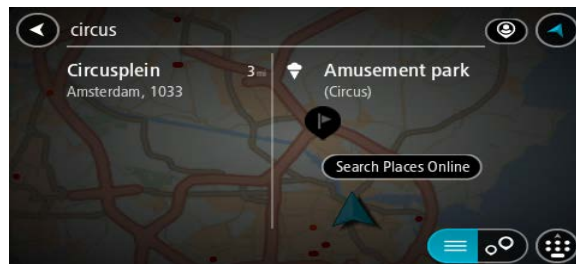 circus
Circusplein
3 mi
Amsterdam, 1033
Amusement park
(Circus)
Search Places Online